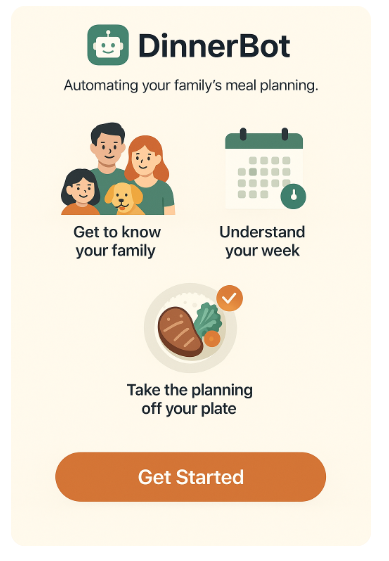 DinnerBot
Automating your family's meal planning.
Get to know
your family
Understand
your week
Take the planning
off your plate
Get Started